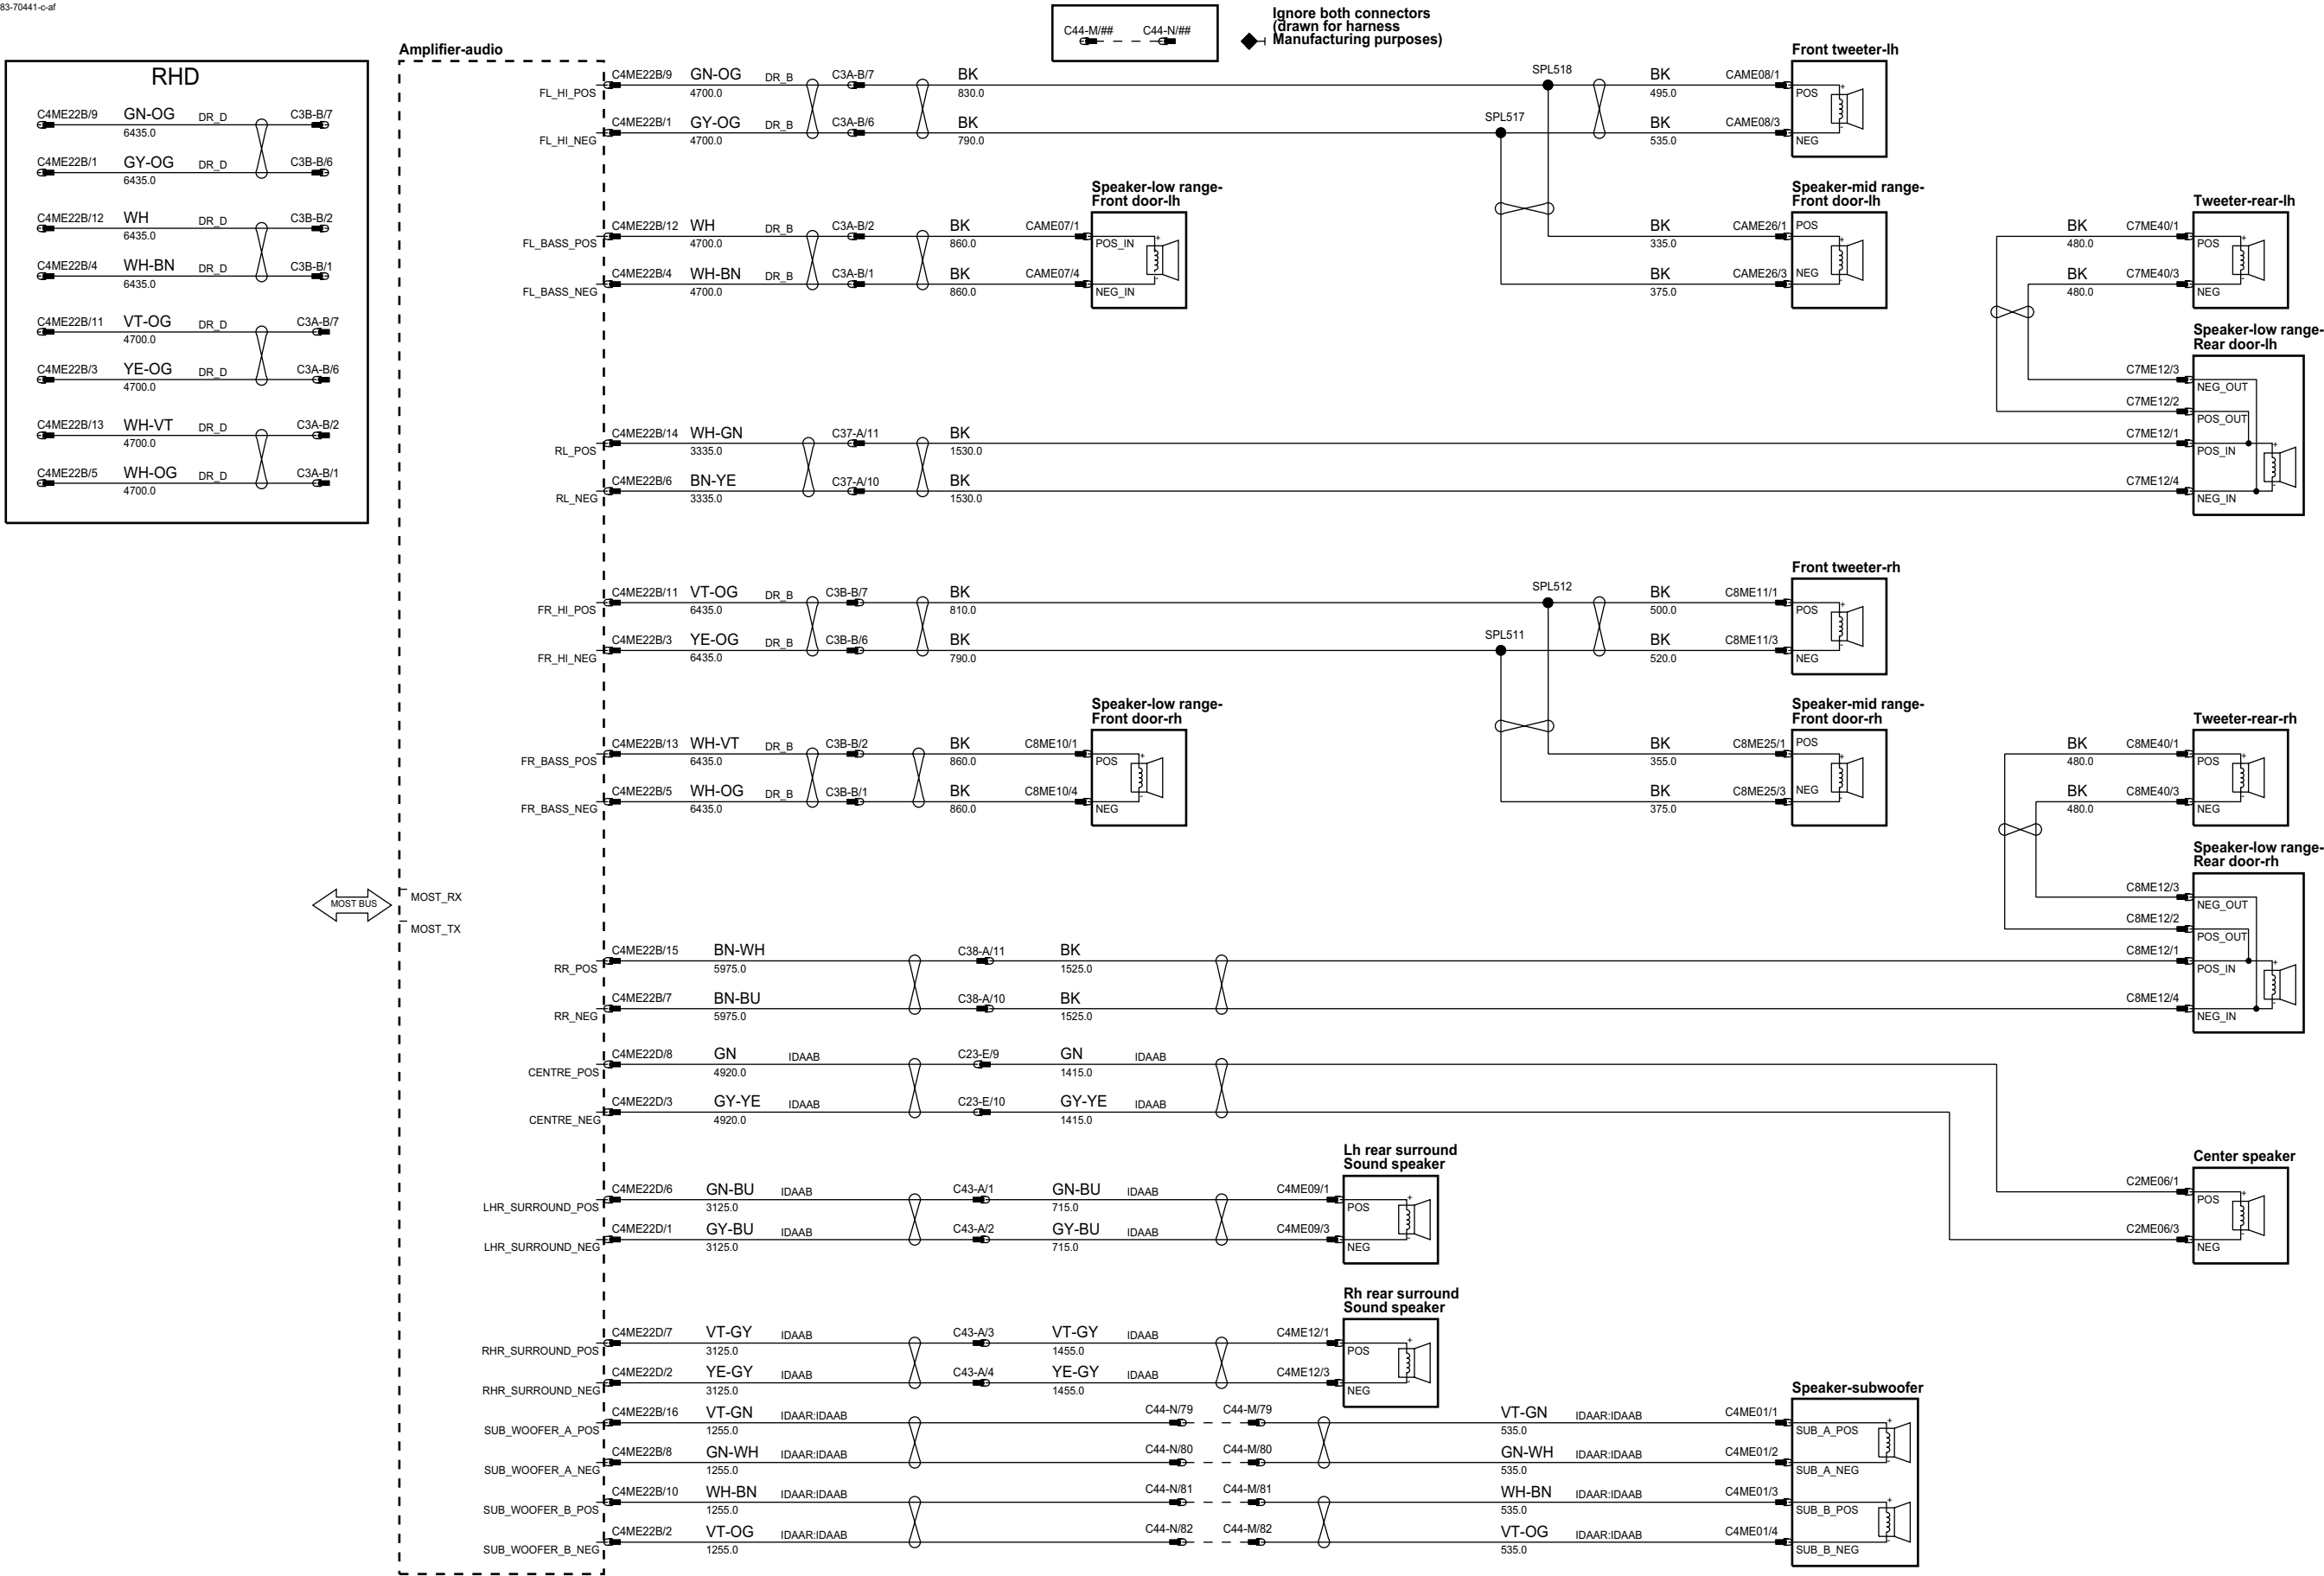 83-70441-c-af
C44-M/## C44-N/##
Ignore both connectors
(drawn for harness
Manufacturing purposes)
RHD
C4ME22B/9 GN-OG DR_D C3B-B/7
6435.0
C4ME22B/1 GY-OG DR_D C3B-B/6
6435.0
C4ME22B/12 WH DR_D C3B-B/2
6435.0
C4ME22B/4 WH-BN DR_D C3B-B/1
6435.0
C4ME22B/11 VT-OG DR_D C3A-B/7
4700.0
C4ME22B/3 YE-OG DR_D C3A-B/6
4700.0
C4ME22B/13 WH-VT DR_D C3A-B/2
4700.0
C4ME22B/5 WH-OG DR_D C3A-B/1
4700.0
Amplifier-audio
Front tweeter-lh
FL_HI_POS C4ME22B/9 GN-OG DR_B C3A-B/7 BK SPL518 BK CAME08/1 POS
4700.0 830.0 495.0
FL_HI_NEG C4ME22B/1 GY-OG DR_B C3A-B/6 BK SPL517 BK CAME08/3 NEG
4700.0 790.0 535.0
Speaker-low range-
Front door-lh
Speaker-mid range-
Front door-lh
Tweeter-rear-lh
FL_BASS_POS C4ME22B/12 WH DR_B C3A-B/2 BK CAME07/1 POS_IN BK CAME26/1 POS BK C7ME40/1 POS
4700.0 860.0 335.0 480.0
FL_BASS_NEG C4ME22B/4 WH-BN DR_B C3A-B/1 BK CAME07/4 NEG_IN BK CAME26/3 NEG BK C7ME40/3 NEG
4700.0 860.0 375.0 480.0
Speaker-low range-
Rear door-lh
C7ME12/3 NEG_OUT
C7ME12/2 POS_OUT
RL_POS C4ME22B/14 WH-GN C37-A/11 BK C7ME12/1 POS_IN
3335.0 1530.0
RL_NEG C4ME22B/6 BN-YE C37-A/10 BK C7ME12/4 NEG_IN
3335.0 1530.0
Front tweeter-rh
FR_HI_POS C4ME22B/11 VT-OG DR_B C3B-B/7 BK SPL512 BK C8ME11/1 POS
6435.0 810.0 500.0
FR_HI_NEG C4ME22B/3 YE-OG DR_B C3B-B/6 BK SPL511 BK C8ME11/3 NEG
6435.0 790.0 520.0
Speaker-low range-
Front door-rh
Speaker-mid range-
Front door-rh
Tweeter-rear-rh
FR_BASS_POS C4ME22B/13 WH-VT DR_B C3B-B/2 BK C8ME10/1 POS BK C8ME25/1 POS BK C8ME40/1 POS
6435.0 860.0 355.0 480.0
FR_BASS_NEG C4ME22B/5 WH-OG DR_B C3B-B/1 BK C8ME10/4 NEG BK C8ME25/3 NEG BK C8ME40/3 NEG
6435.0 860.0 375.0 480.0
Speaker-low range-
Rear door-rh
MOST BUS MOST_RX
MOST_TX
C8ME12/3 NEG_OUT
C8ME12/2 POS_OUT
RR_POS C4ME22B/15 BN-WH C38-A/11 BK C8ME12/1 POS_IN
5975.0 1525.0
RR_NEG C4ME22B/7 BN-BU C38-A/10 BK C8ME12/4 NEG_IN
5975.0 1525.0
CENTRE_POS C4ME22D/8 GN IDAAB C23-E/9 GN IDAAB
4920.0 1415.0
CENTRE_NEG C4ME22D/3 GY-YE IDAAB C23-E/10 GY-YE IDAAB
4920.0 1415.0
Lh rear surround
Sound speaker
Center speaker
C2ME06/1 POS
C2ME06/3 NEG
LHR_SURROUND_POS C4ME22D/6 GN-BU IDAAB C43-A/1 GN-BU IDAAB C4ME09/1 POS
3125.0 715.0
LHR_SURROUND_NEG C4ME22D/1 GY-BU IDAAB C43-A/2 GY-BU IDAAB C4ME09/3 NEG
3125.0 715.0
Rh rear surround
Sound speaker
RHR_SURROUND_POS C4ME22D/7 VT-GY IDAAB C43-A/3 VT-GY IDAAB C4ME12/1 POS
3125.0 1455.0
RHR_SURROUND_NEG C4ME22D/2 YE-GY IDAAB C43-A/4 YE-GY IDAAB C4ME12/3 NEG
3125.0 1455.0
Speaker-subwoofer
SUB_WOOFER_A_POS C4ME22B/16 VT-GN IDAAR:IDAAB C44-N/79 C44-M/79 VT-GN IDAAR:IDAAB C4ME01/1 SUB_A_POS
1255.0 535.0
SUB_WOOFER_A_NEG C4ME22B/8 GN-WH IDAAR:IDAAB C44-N/80 C44-M/80 GN-WH IDAAR:IDAAB C4ME01/2 SUB_A_NEG
1255.0 535.0
SUB_WOOFER_B_POS C4ME22B/10 WH-BN IDAAR:IDAAB C44-N/81 C44-M/81 WH-BN IDAAR:IDAAB C4ME01/3 SUB_B_POS
1255.0 535.0
SUB_WOOFER_B_NEG C4ME22B/2 VT-OG IDAAR:IDAAB C44-N/82 C44-M/82 VT-OG IDAAR:IDAAB C4ME01/4 SUB_B_NEG
1255.0 535.0